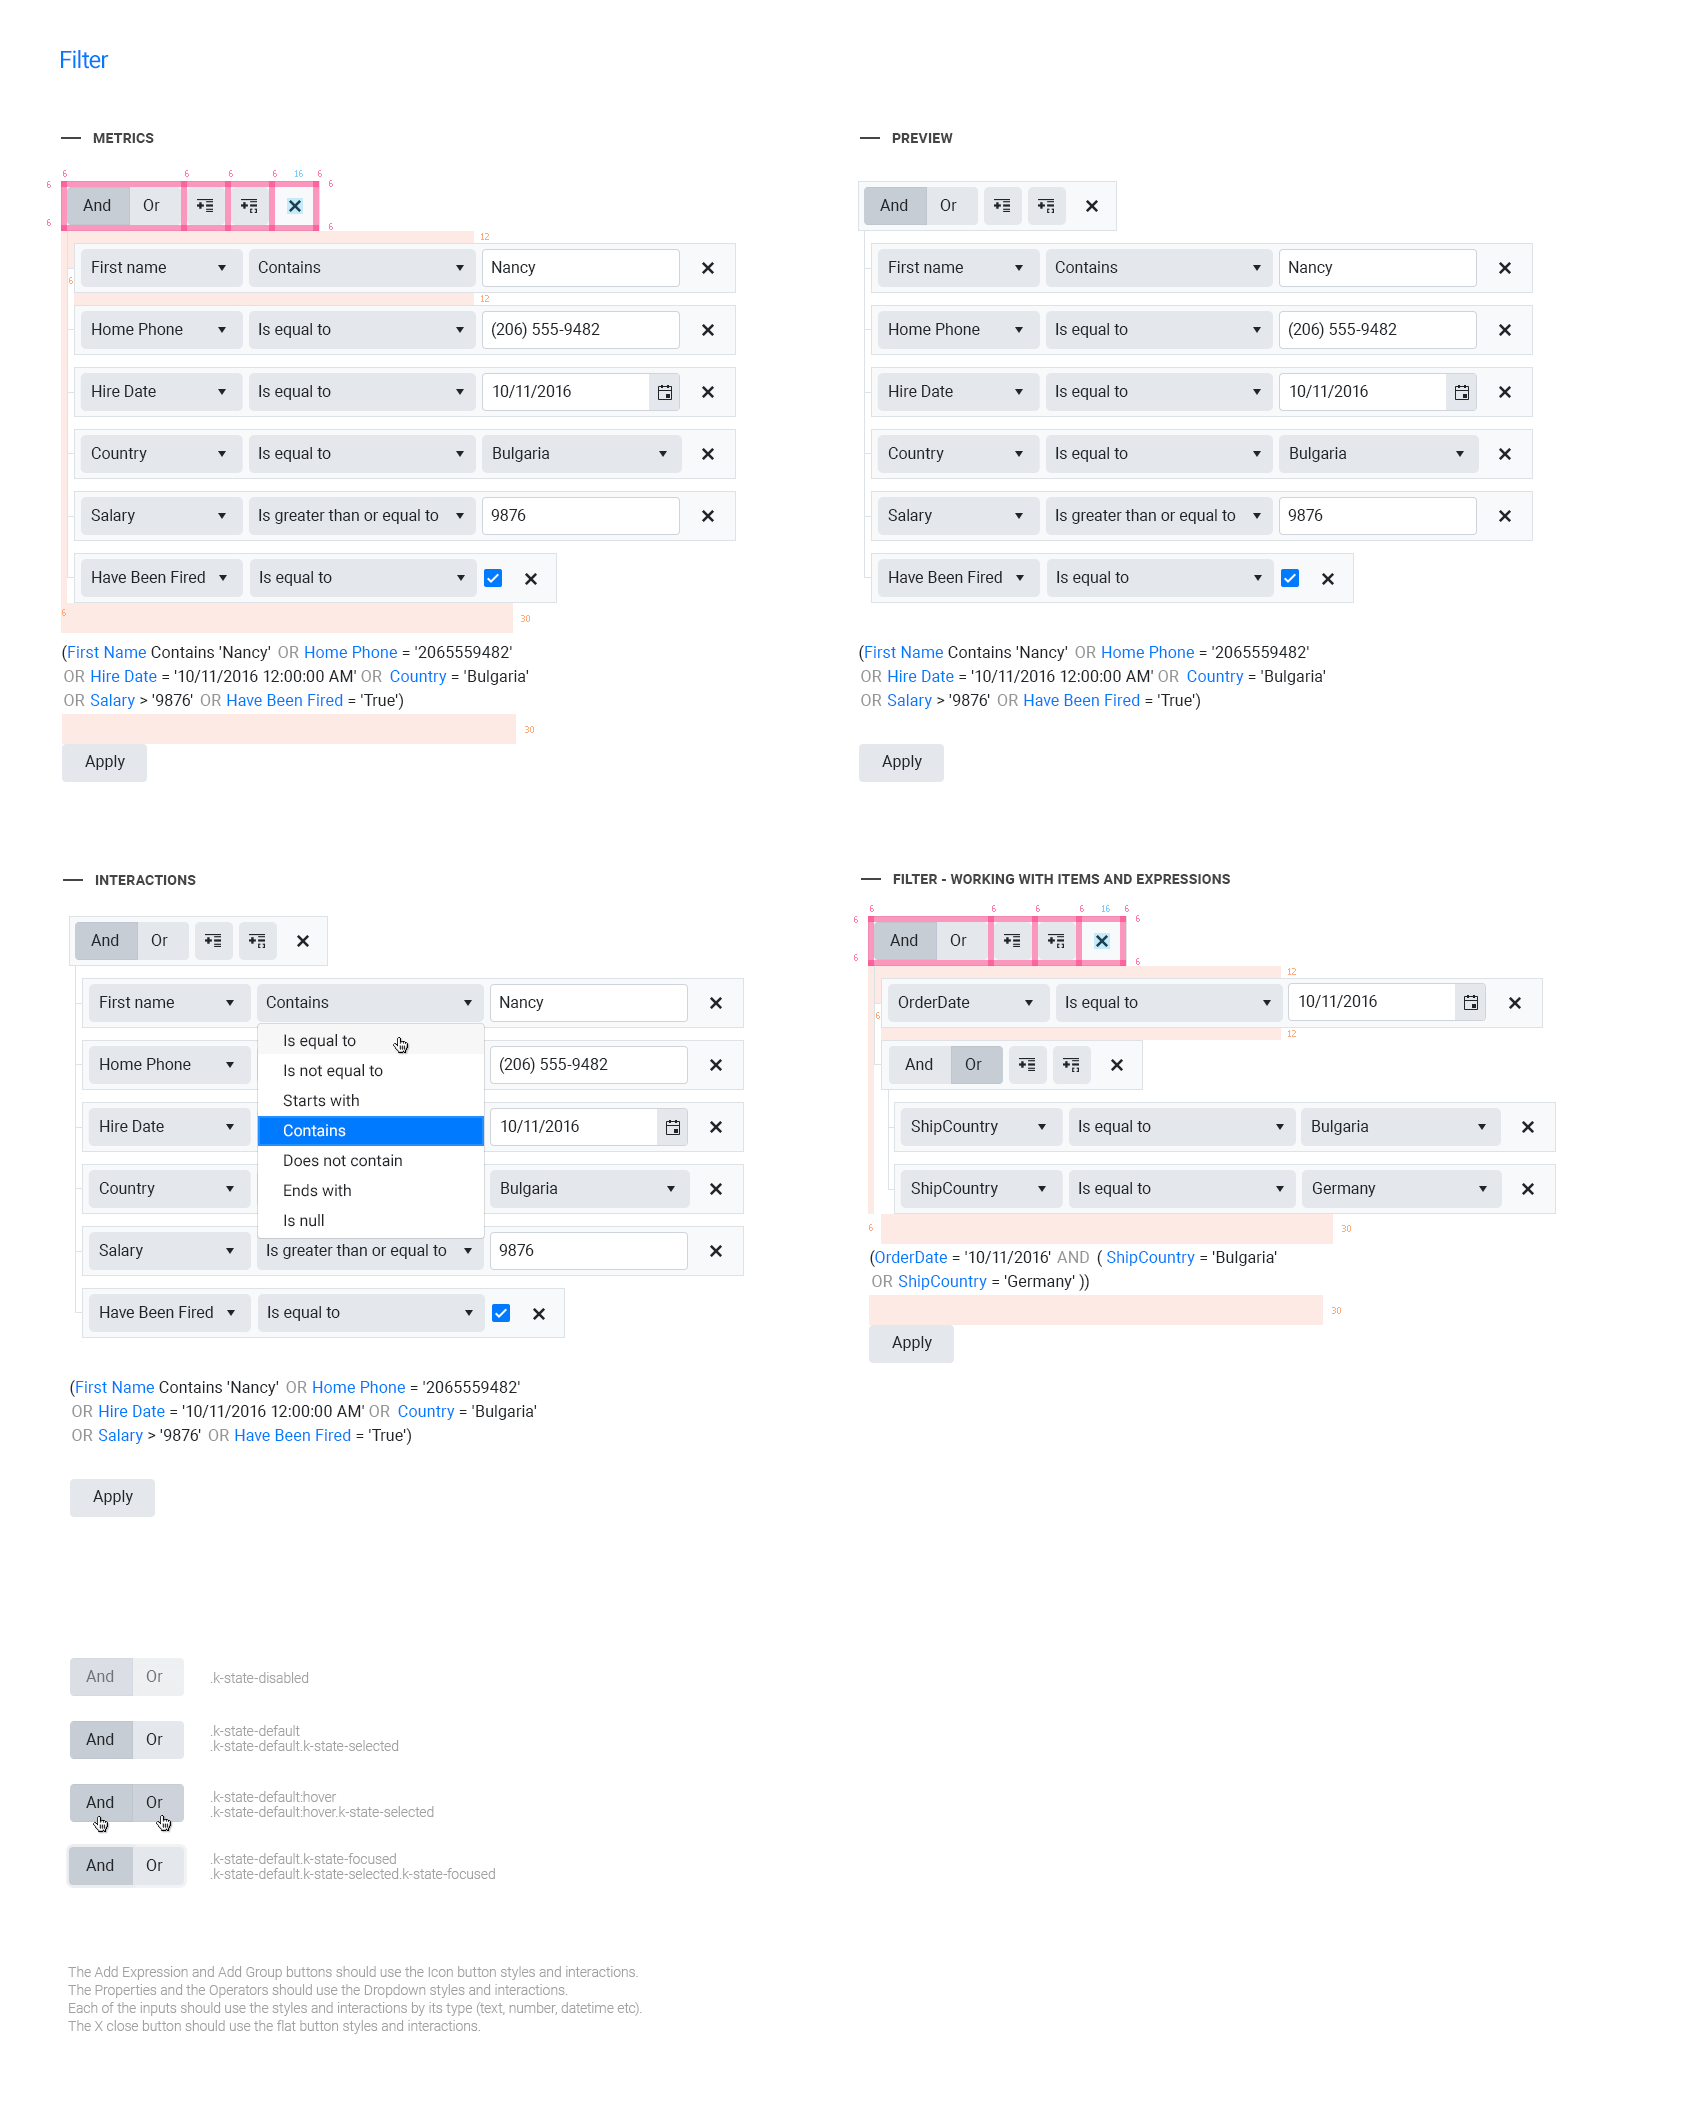 Filter
METRICS
6 6 6 6 16 6
6 6
And Or
6 6
12
First name Contains Nancy
6
12
Home Phone Is equal to (206) 555-9482
Hire Date Is equal to 10/11/2016
Country Is equal to Bulgaria
Salary Is greater than or equal to 9876
Have Been Fired Is equal to
6
30
(First Name Contains 'Nancy' OR Home Phone = '2065559482'
OR Hire Date = '10/11/2016 12:00:00 AM' OR Country = 'Bulgaria'
OR Salary > '9876' OR Have Been Fired = 'True')
30
Apply
PREVIEW
And Or
First name Contains Nancy
Home Phone Is equal to (206) 555-9482
Hire Date Is equal to 10/11/2016
Country Is equal to Bulgaria
Salary Is greater than or equal to 9876
Have Been Fired Is equal to
(First Name Contains 'Nancy' OR Home Phone = '2065559482'
OR Hire Date = '10/11/2016 12:00:00 AM' OR Country = 'Bulgaria'
OR Salary > '9876' OR Have Been Fired = 'True')
Apply
INTERACTIONS
And Or
First name Contains Nancy
Is equal to
Home Phone (206) 555-9482
Is not equal to
Starts with
Hire Date 10/11/2016
Contains
Does not contain
Country Bulgaria
Ends with
Is null
Salary Is greater than or equal to 9876
Have Been Fired Is equal to
(First Name Contains 'Nancy' OR Home Phone = '2065559482'
OR Hire Date = '10/11/2016 12:00:00 AM' OR Country = 'Bulgaria'
OR Salary > '9876' OR Have Been Fired = 'True')
Apply
FILTER - WORKING WITH ITEMS AND EXPRESSIONS
6 6 6 6 16 6
6 6
And Or
6 6
12
OrderDate Is equal to 10/11/2016
6
12
And Or
ShipCountry Is equal to Bulgaria
ShipCountry Is equal to Germany
6 30
(OrderDate = '10/11/2016' AND ( ShipCountry = 'Bulgaria'
OR ShipCountry = 'Germany' ))
30
Apply
And Or .k-state-disabled
.k-state-default
And Or
.k-state-default.k-state-selected
.k-state-default:hover
And Or
.k-state-default:hover.k-state-selected
.k-state-default.k-state-focused
And Or
.k-state-default.k-state-selected.k-state-focused
The Add Expression and Add Group buttons should use the Icon button styles and interactions.
The Properties and the Operators should use the Dropdown styles and interactions.
Each of the inputs should use the styles and interactions by its type (text, number, datetime etc).
The X close button should use the flat button styles and interactions.